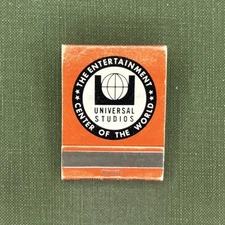 ★ THE ENTERTAINMENT ★
UNIVERSAL
STUDIOS
CENTER OF THE WORLD